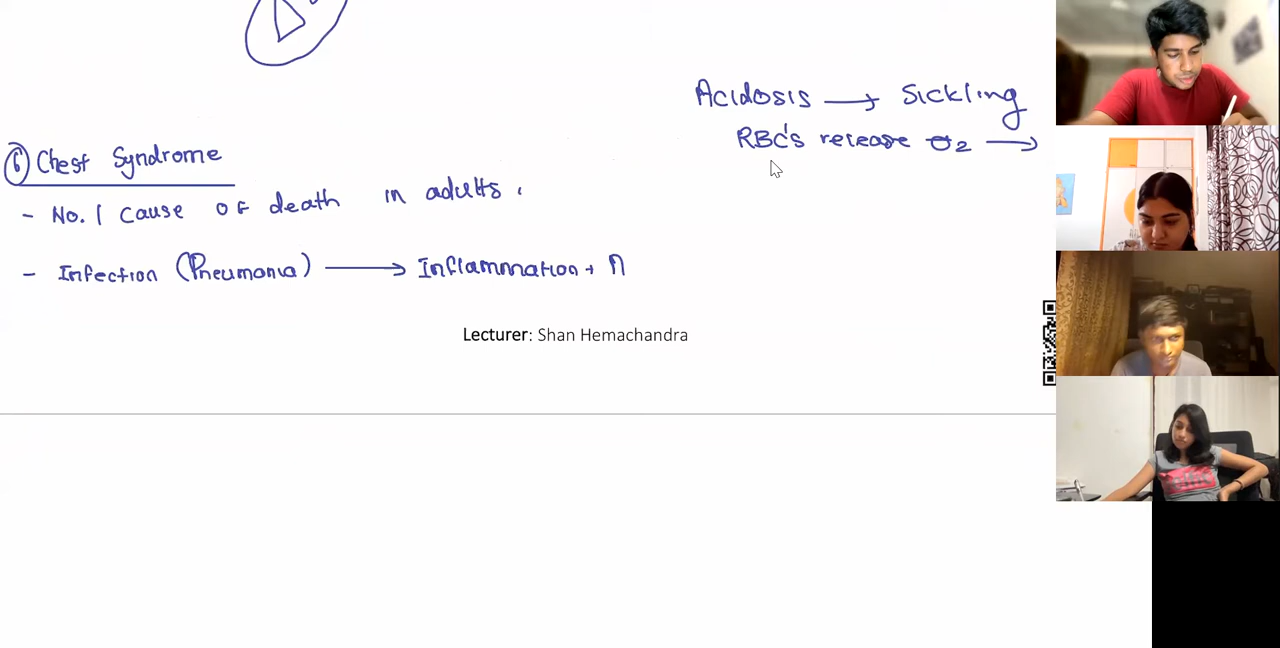 Acidosis → Sickling
RBC's release O2 →
⑥ Chest Syndrome
- No. 1 cause of death in adults.
- Infection (Pneumonia) → Inflammation +
Lecturer: Shan Hemachandra